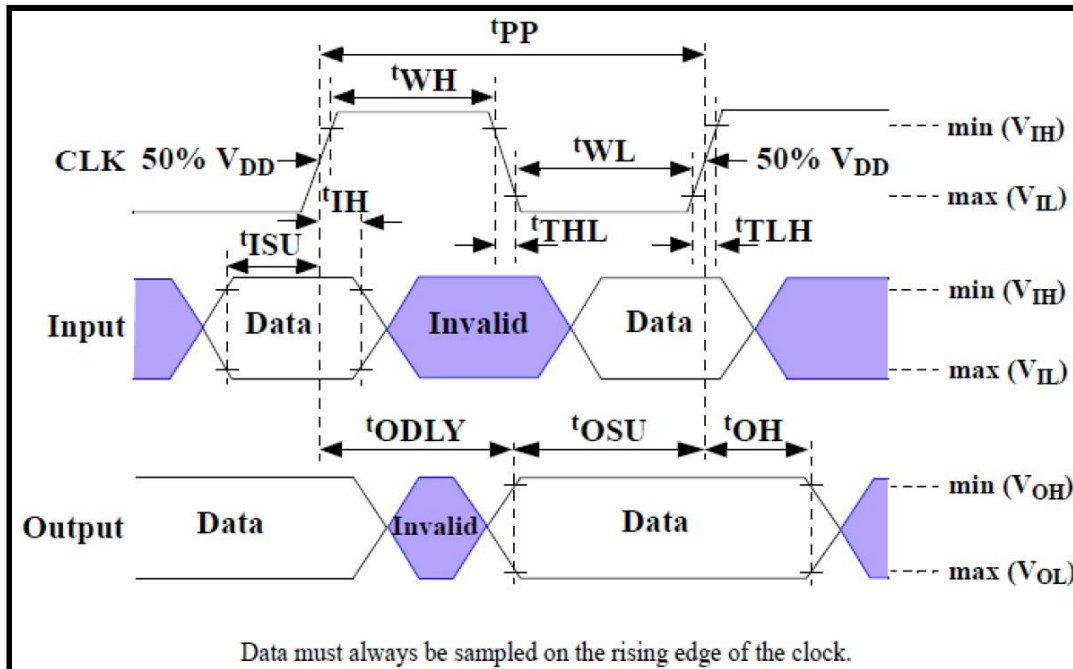 tPP
tWH
min (VIH)
CLK 50% VDD
tWL
50% VDD
tIH
max (VIL)
tISU
tTHL
tTLH
min (VIH)
Input
Data
Invalid
Data
max (VIL)
tODLY
tOSU
tOH
min (VOH)
Output
Data
Invalid
Data
max (VOL)
Data must always be sampled on the rising edge of the clock.